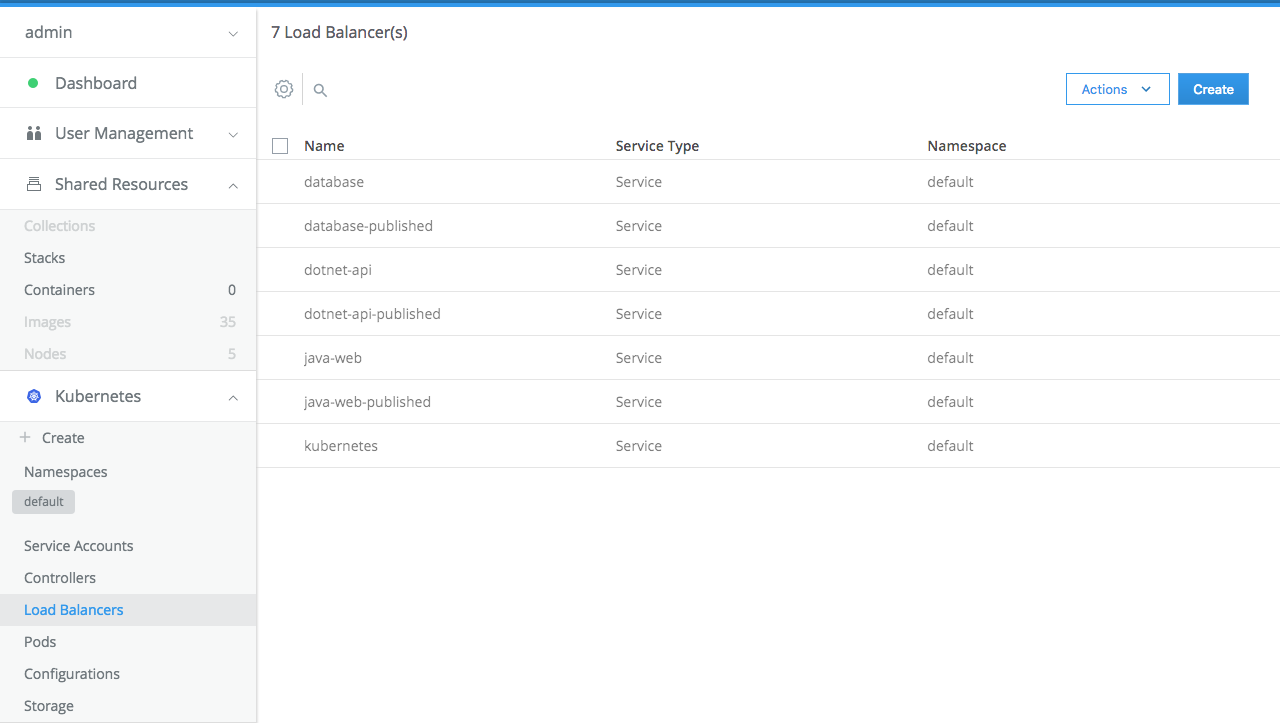 admin
Dashboard
User Management
Shared Resources
Collections
Stacks
Containers 0
Images 35
Nodes 5
Kubernetes
Create
Namespaces
default
Service Accounts
Controllers
Load Balancers
Pods
Configurations
Storage
7 Load Balancer(s)
Actions Create
Name Service Type Namespace
database Service default
database-published Service default
dotnet-api Service default
dotnet-api-published Service default
java-web Service default
java-web-published Service default
kubernetes Service default